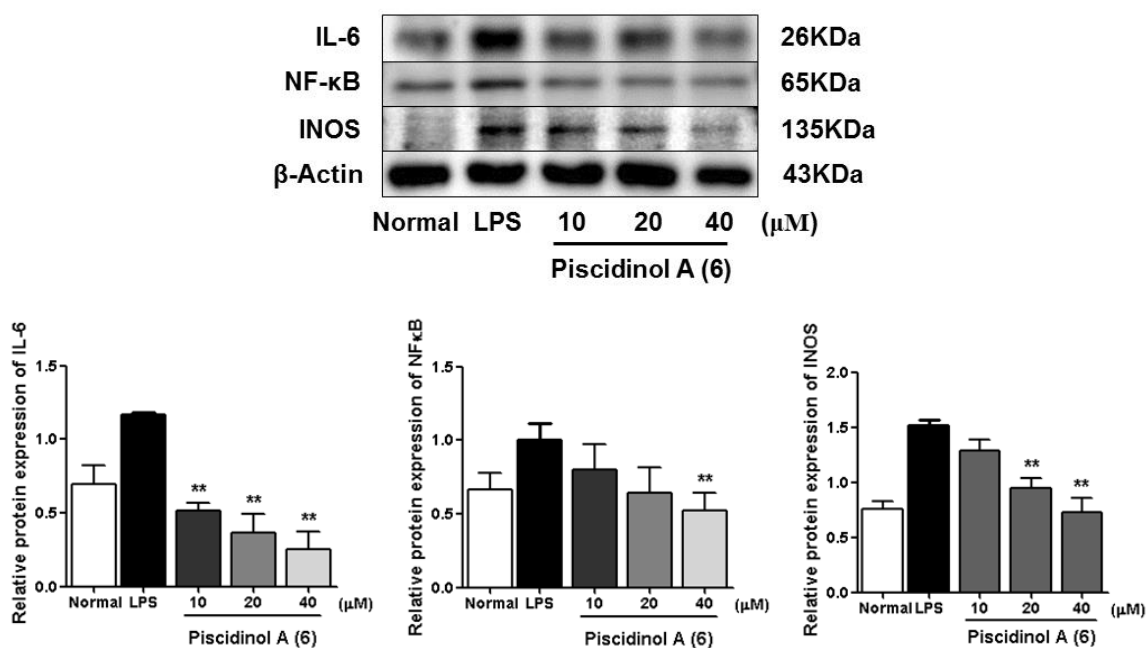 IL-6 26KDa
NF-κB 65KDa
INOS 135KDa
β-Actin 43KDa
Normal LPS 10 20 40 (μM)
Piscidinol A (6)
Relative protein expression of IL-6
1.5
1.0
0.5
0.0
** ** **
Normal LPS 10 20 40 (μM)
Piscidinol A (6)
Relative protein expression of NFκB
1.5
1.0
0.5
0.0
**
Normal LPS 10 20 40 (μM)
Piscidinol A (6)
Relative protein expression of INOS
2.0
1.5
1.0
0.5
0.0
** **
Normal LPS 10 20 40 (μM)
Piscidinol A (6)